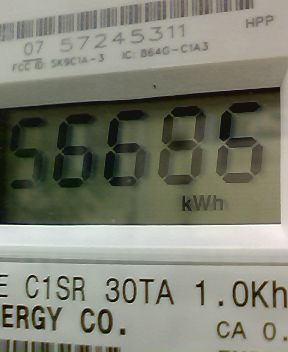 HPP
07 57245311
FCC ID: SK9C1A-3 IC: 864G-C1A3
56686
kWh
E C1SR 30TA 1.0Kh
ERGY CO.
CA 0.